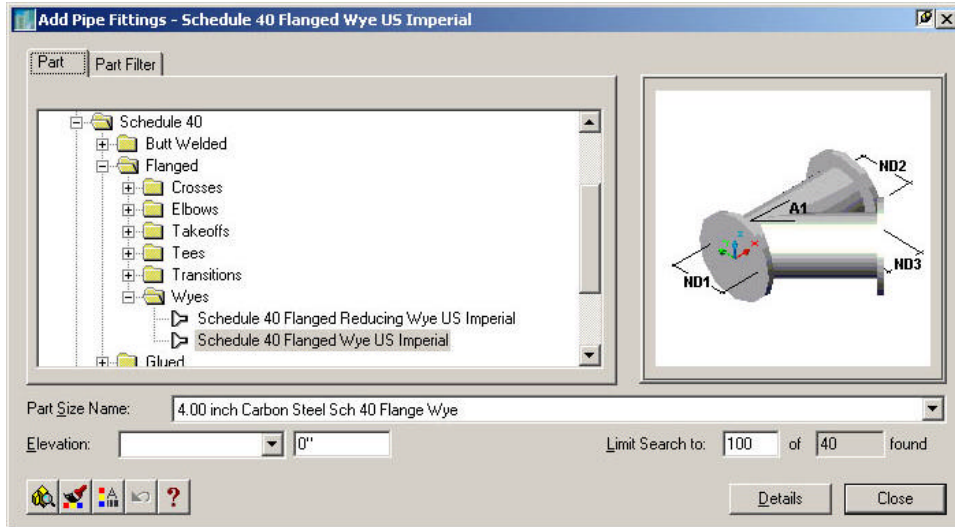 Add Pipe Fittings - Schedule 40 Flanged Wye US Imperial
Part
Part Filter
Schedule 40
Butt Welded
Flanged
Crosses
Elbows
Takeoffs
Tees
Transitions
Wyes
Schedule 40 Flanged Reducing Wye US Imperial
Schedule 40 Flanged Wye US Imperial
Glued
ND2
A1
ND3
ND1
Part Size Name: 4.00 inch Carbon Steel Sch 40 Flange Wye
Elevation: 0" Limit Search to: 100 of 40 found
Details Close